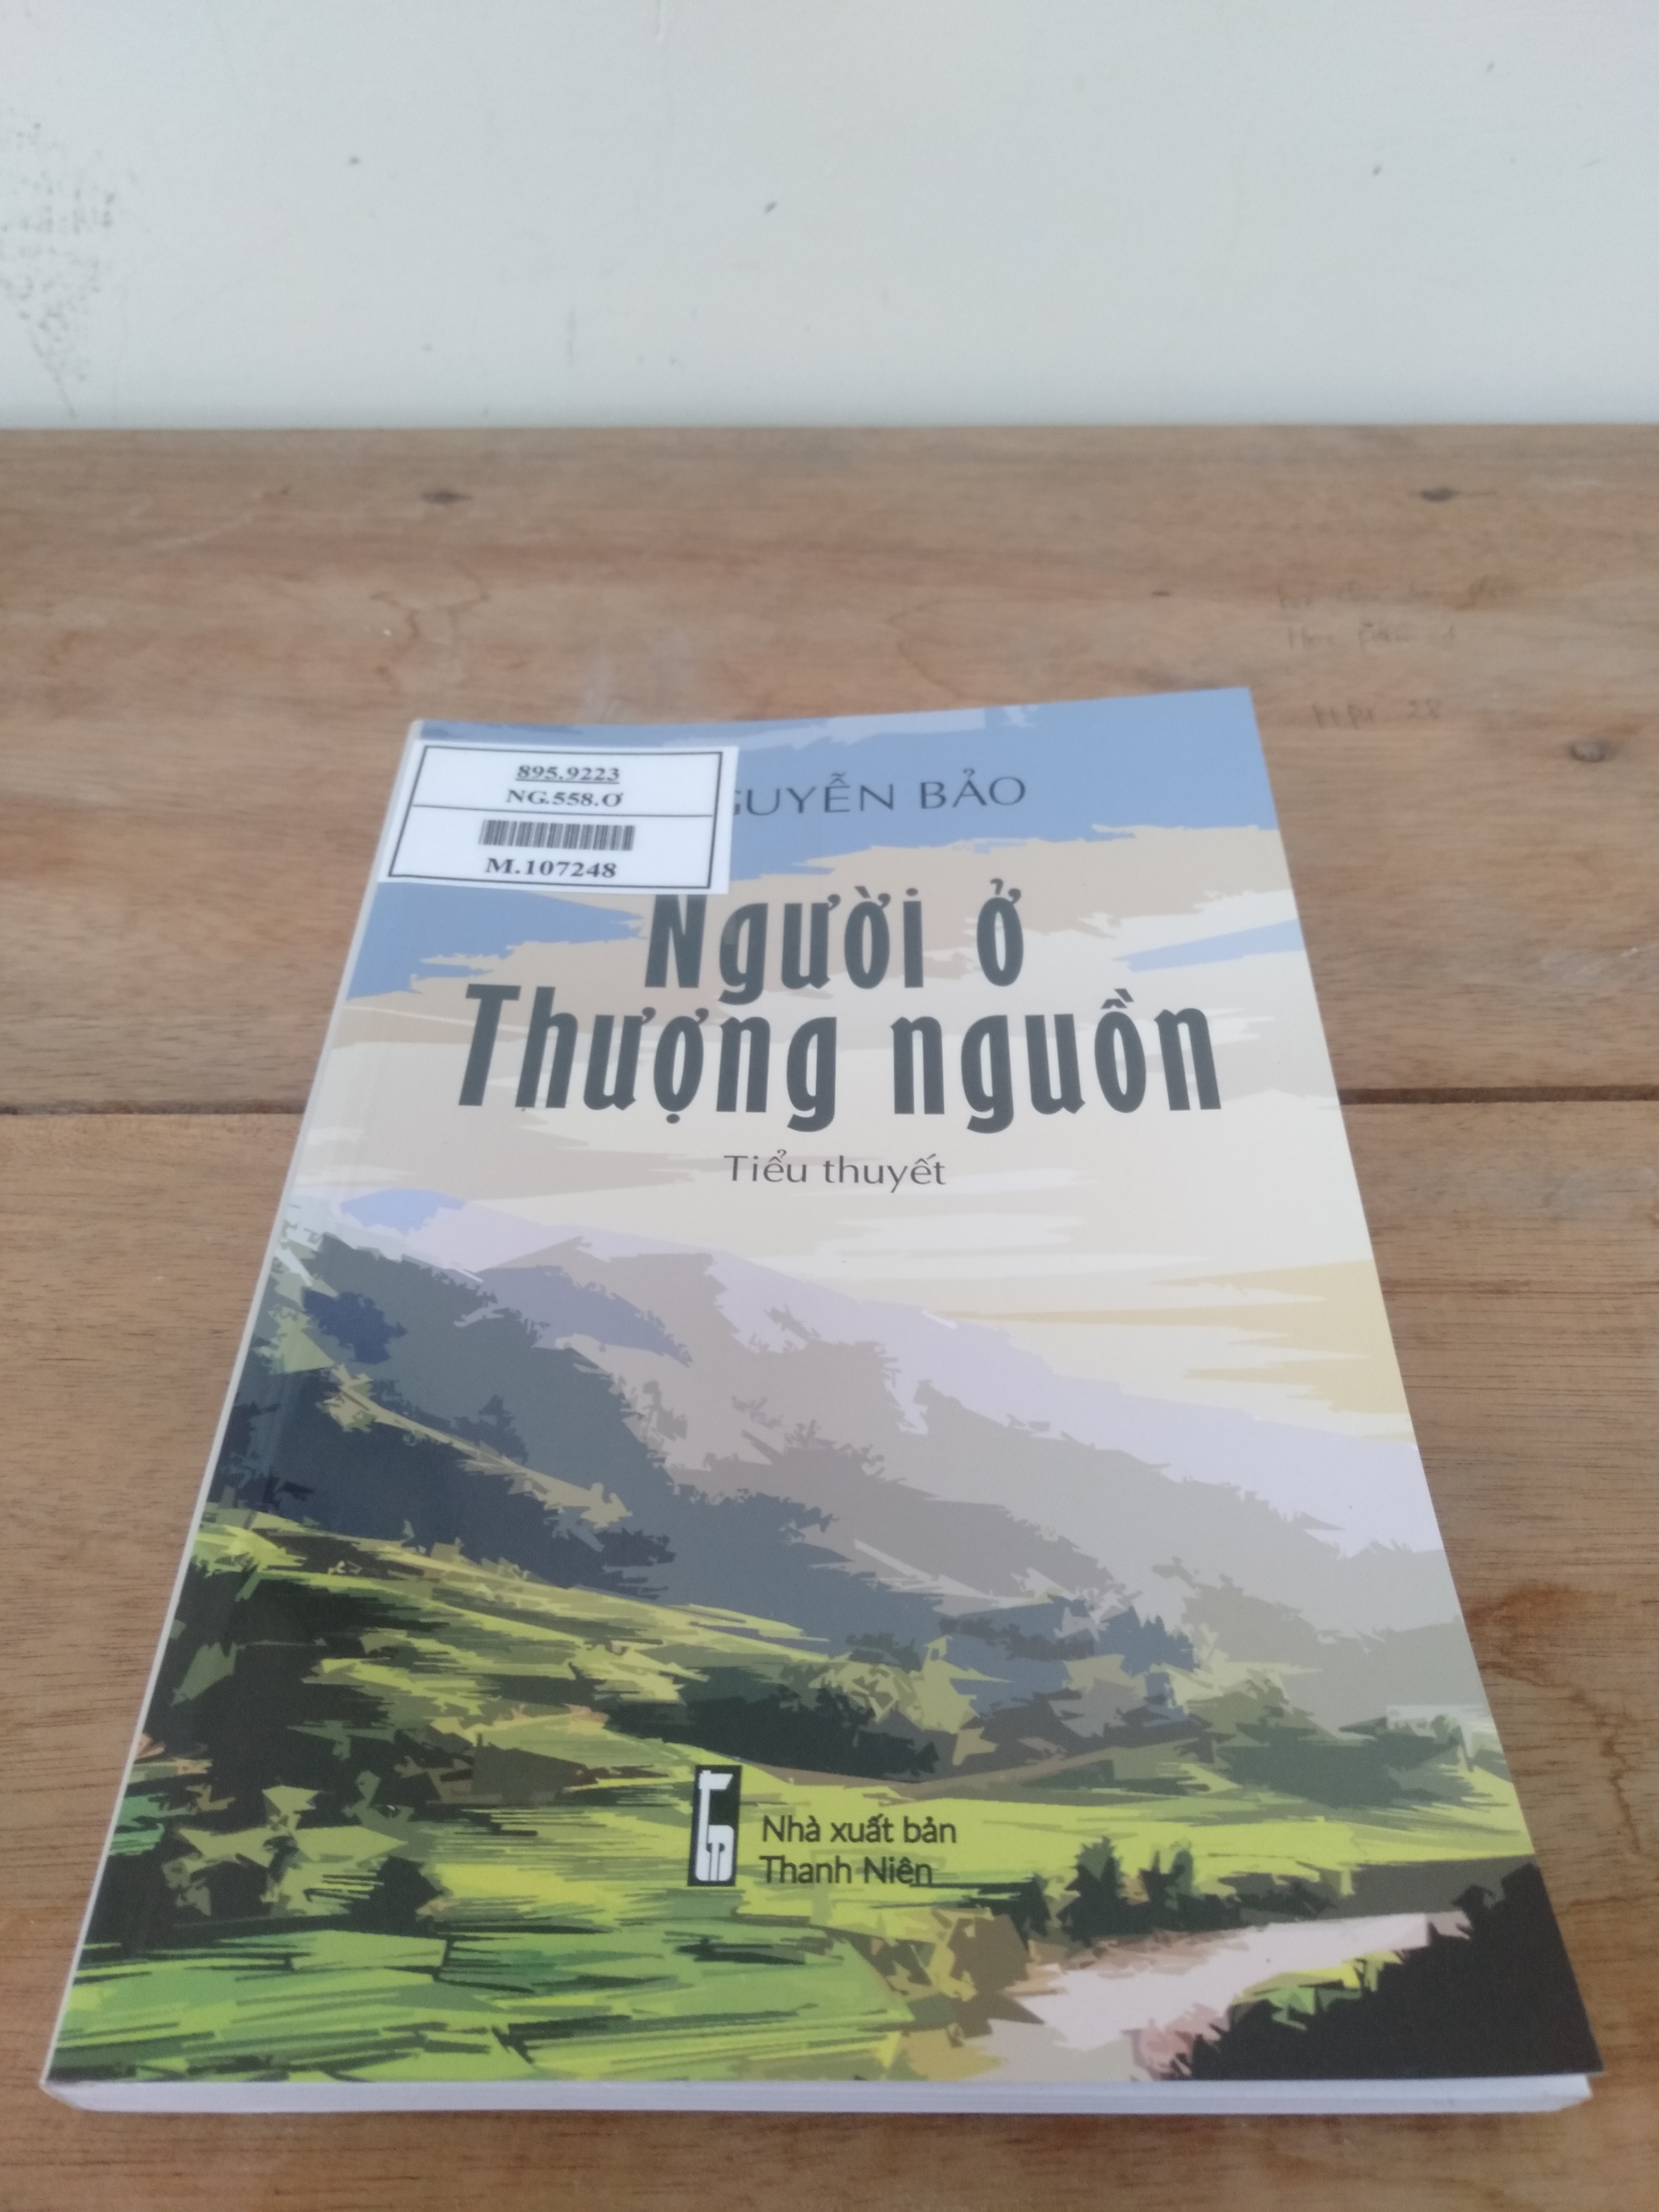 895.9223
NG.558.Ơ
M.107248
GUYỄN BẢO
Người ở
Thượng nguồn
Tiểu thuyết
Nhà xuất bản
Thanh Niên